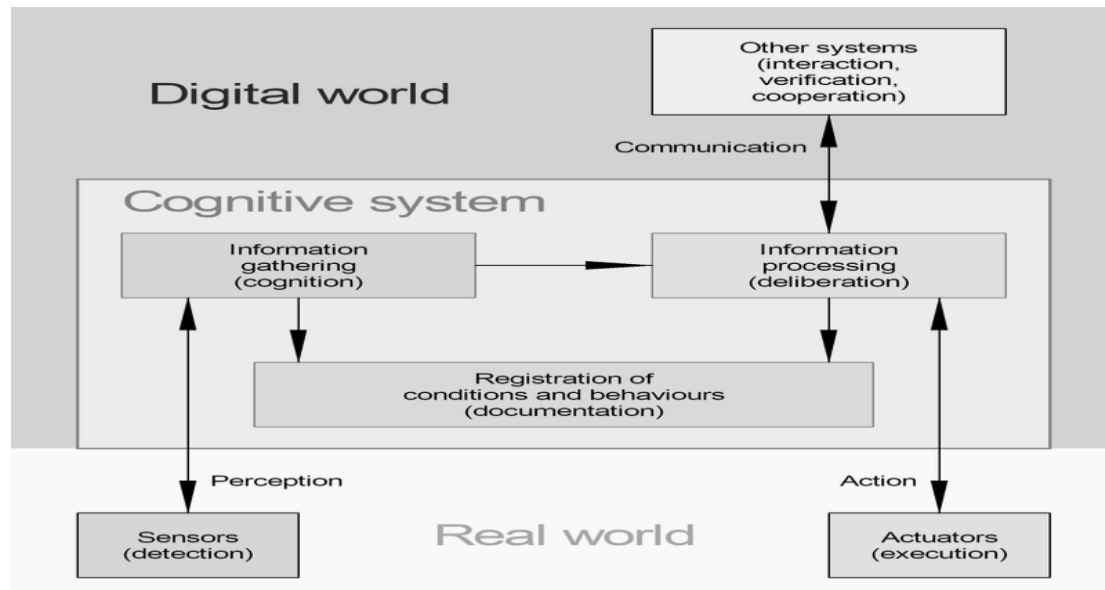 Other systems
(interaction,
verification,
cooperation)
Digital world
Communication
Cognitive system
Information
gathering
(cognition)
Information
processing
(deliberation)
Registration of
conditions and behaviours
(documentation)
Perception
Action
Sensors
(detection)
Real world
Actuators
(execution)